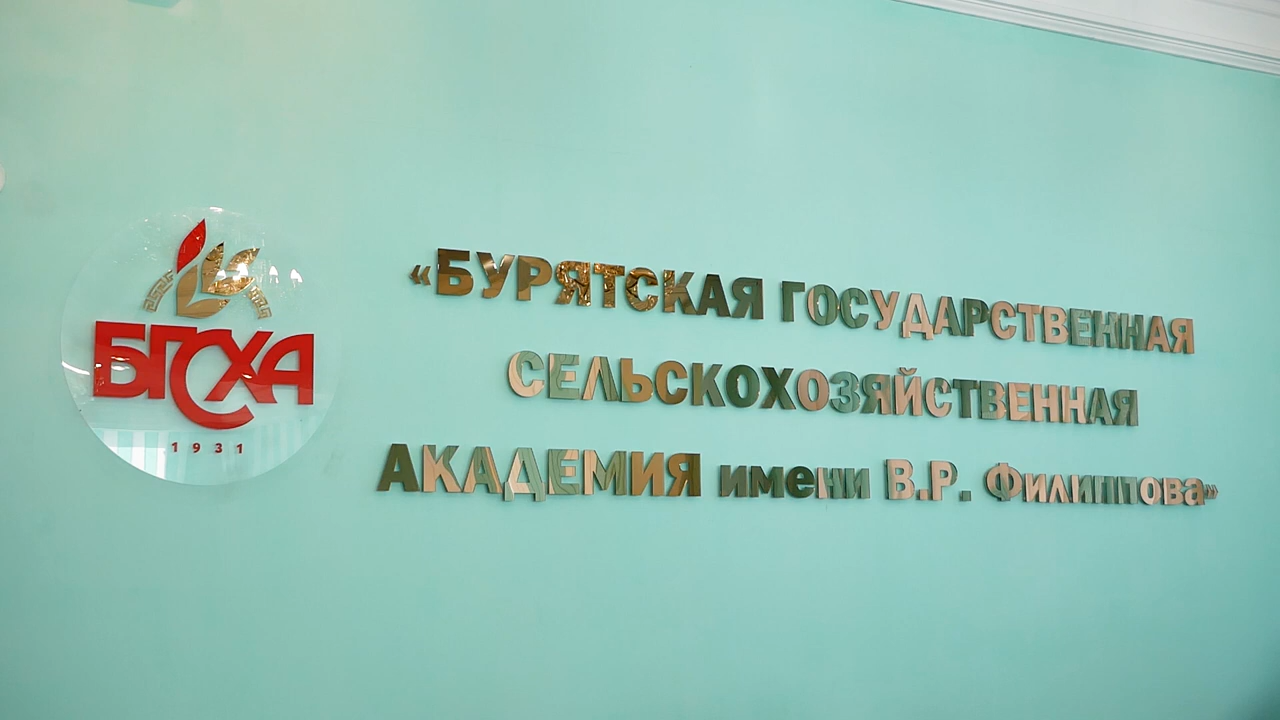 БГСХА
1931
«БУРЯТСКАЯ ГОСУДАРСТВЕННАЯ
СЕЛЬСКОХОЗЯЙСТВЕННАЯ
АКАДЕМИЯ имени В.Р. Филиппова»